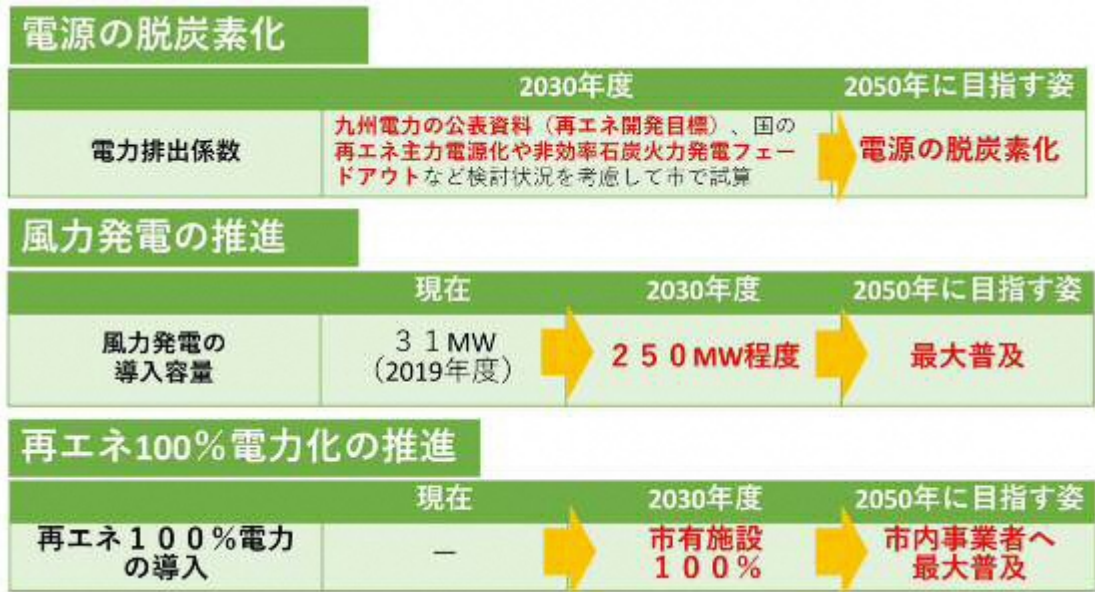 電源の脱炭素化
2030年度
2050年に目指す姿
電力排出係数
九州電力の公表資料（再エネ開発目標）、国の
再エネ主力電源化や非効率石炭火力発電フェー
ドアウトなど検討状況を考慮して市で試算
電源の脱炭素化
風力発電の推進
現在
2030年度
2050年に目指す姿
風力発電の
導入容量
３１MW
（2019年度）
２５０MW程度
最大普及
再エネ100％電力化の推進
現在
2030年度
2050年に目指す姿
再エネ１００％電力
の導入
－
市有施設
１００％
市内事業者へ
最大普及